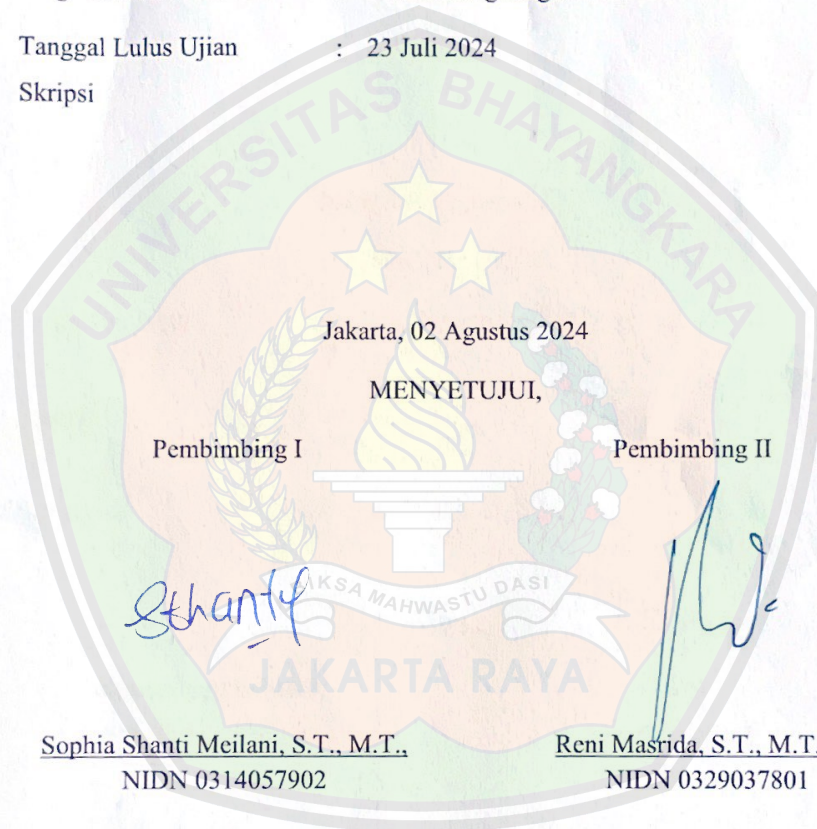 Tanggal Lulus Ujian : 23 Juli 2024
Skripsi
UNIVERSITAS BHAYANGKARA
Jakarta, 02 Agustus 2024
MENYETUJUI,
Pembimbing I Pembimbing II
Sthanty
MAHWASTU DASI
JAKARTA RAYA
Sophia Shanti Meilani, S.T., M.T., Reni Masrida, S.T., M.T.
NIDN 0314057902 NIDN 0329037801